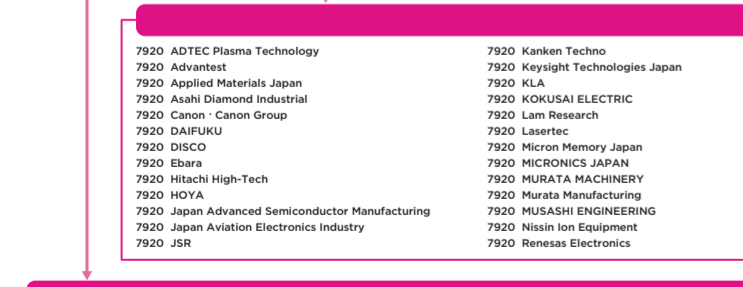 7920 ADTEC Plasma Technology
7920 Advantest
7920 Applied Materials Japan
7920 Asahi Diamond Industrial
7920 Canon・Canon Group
7920 DAIFUKU
7920 DISCO
7920 Ebara
7920 Hitachi High-Tech
7920 HOYA
7920 Japan Advanced Semiconductor Manufacturing
7920 Japan Aviation Electronics Industry
7920 JSR
7920 Kanken Techno
7920 Keysight Technologies Japan
7920 KLA
7920 KOKUSAI ELECTRIC
7920 Lam Research
7920 Lasertec
7920 Micron Memory Japan
7920 MICRONICS JAPAN
7920 MURATA MACHINERY
7920 Murata Manufacturing
7920 MUSASHI ENGINEERING
7920 Nissin Ion Equipment
7920 Renesas Electronics